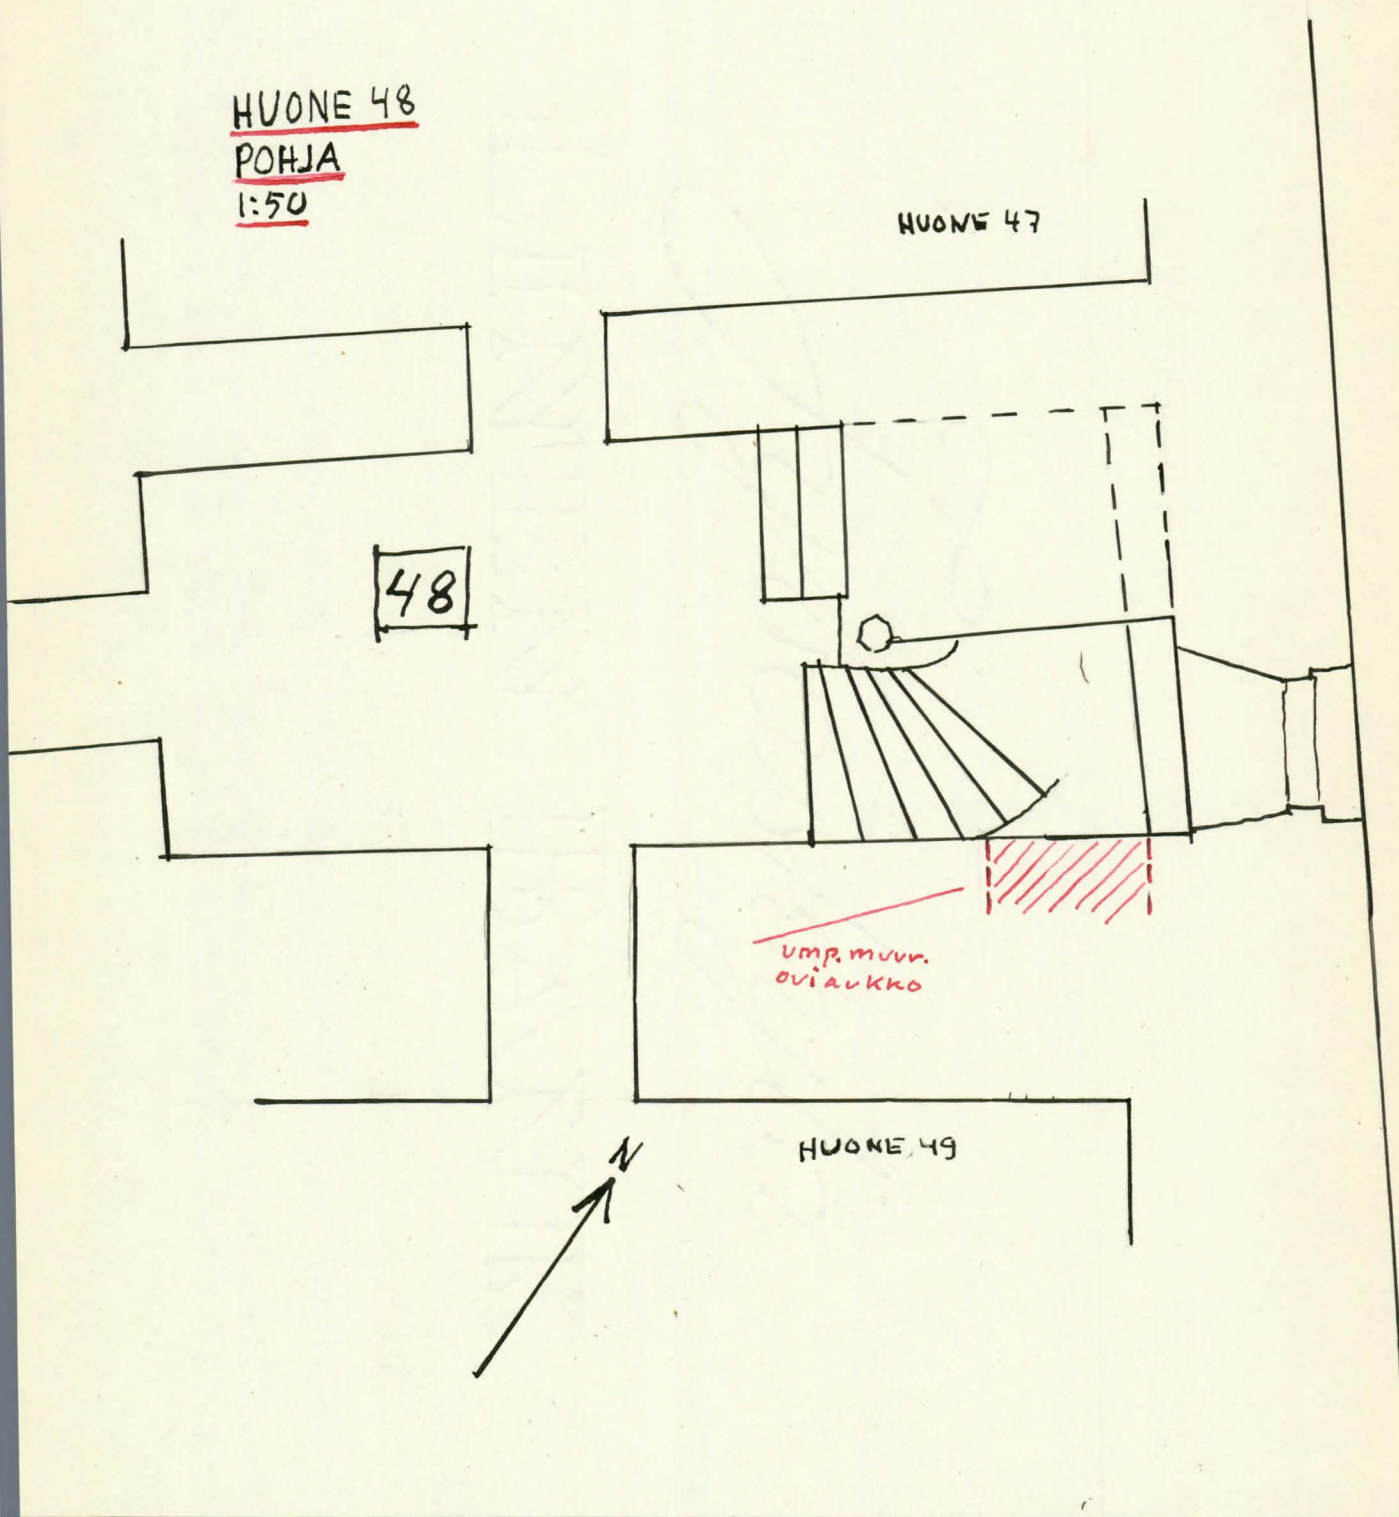 HUONE 48
POHJA
1:50
HUONE 47
48
ump. muur.
oviaukko
HUONE 49
N